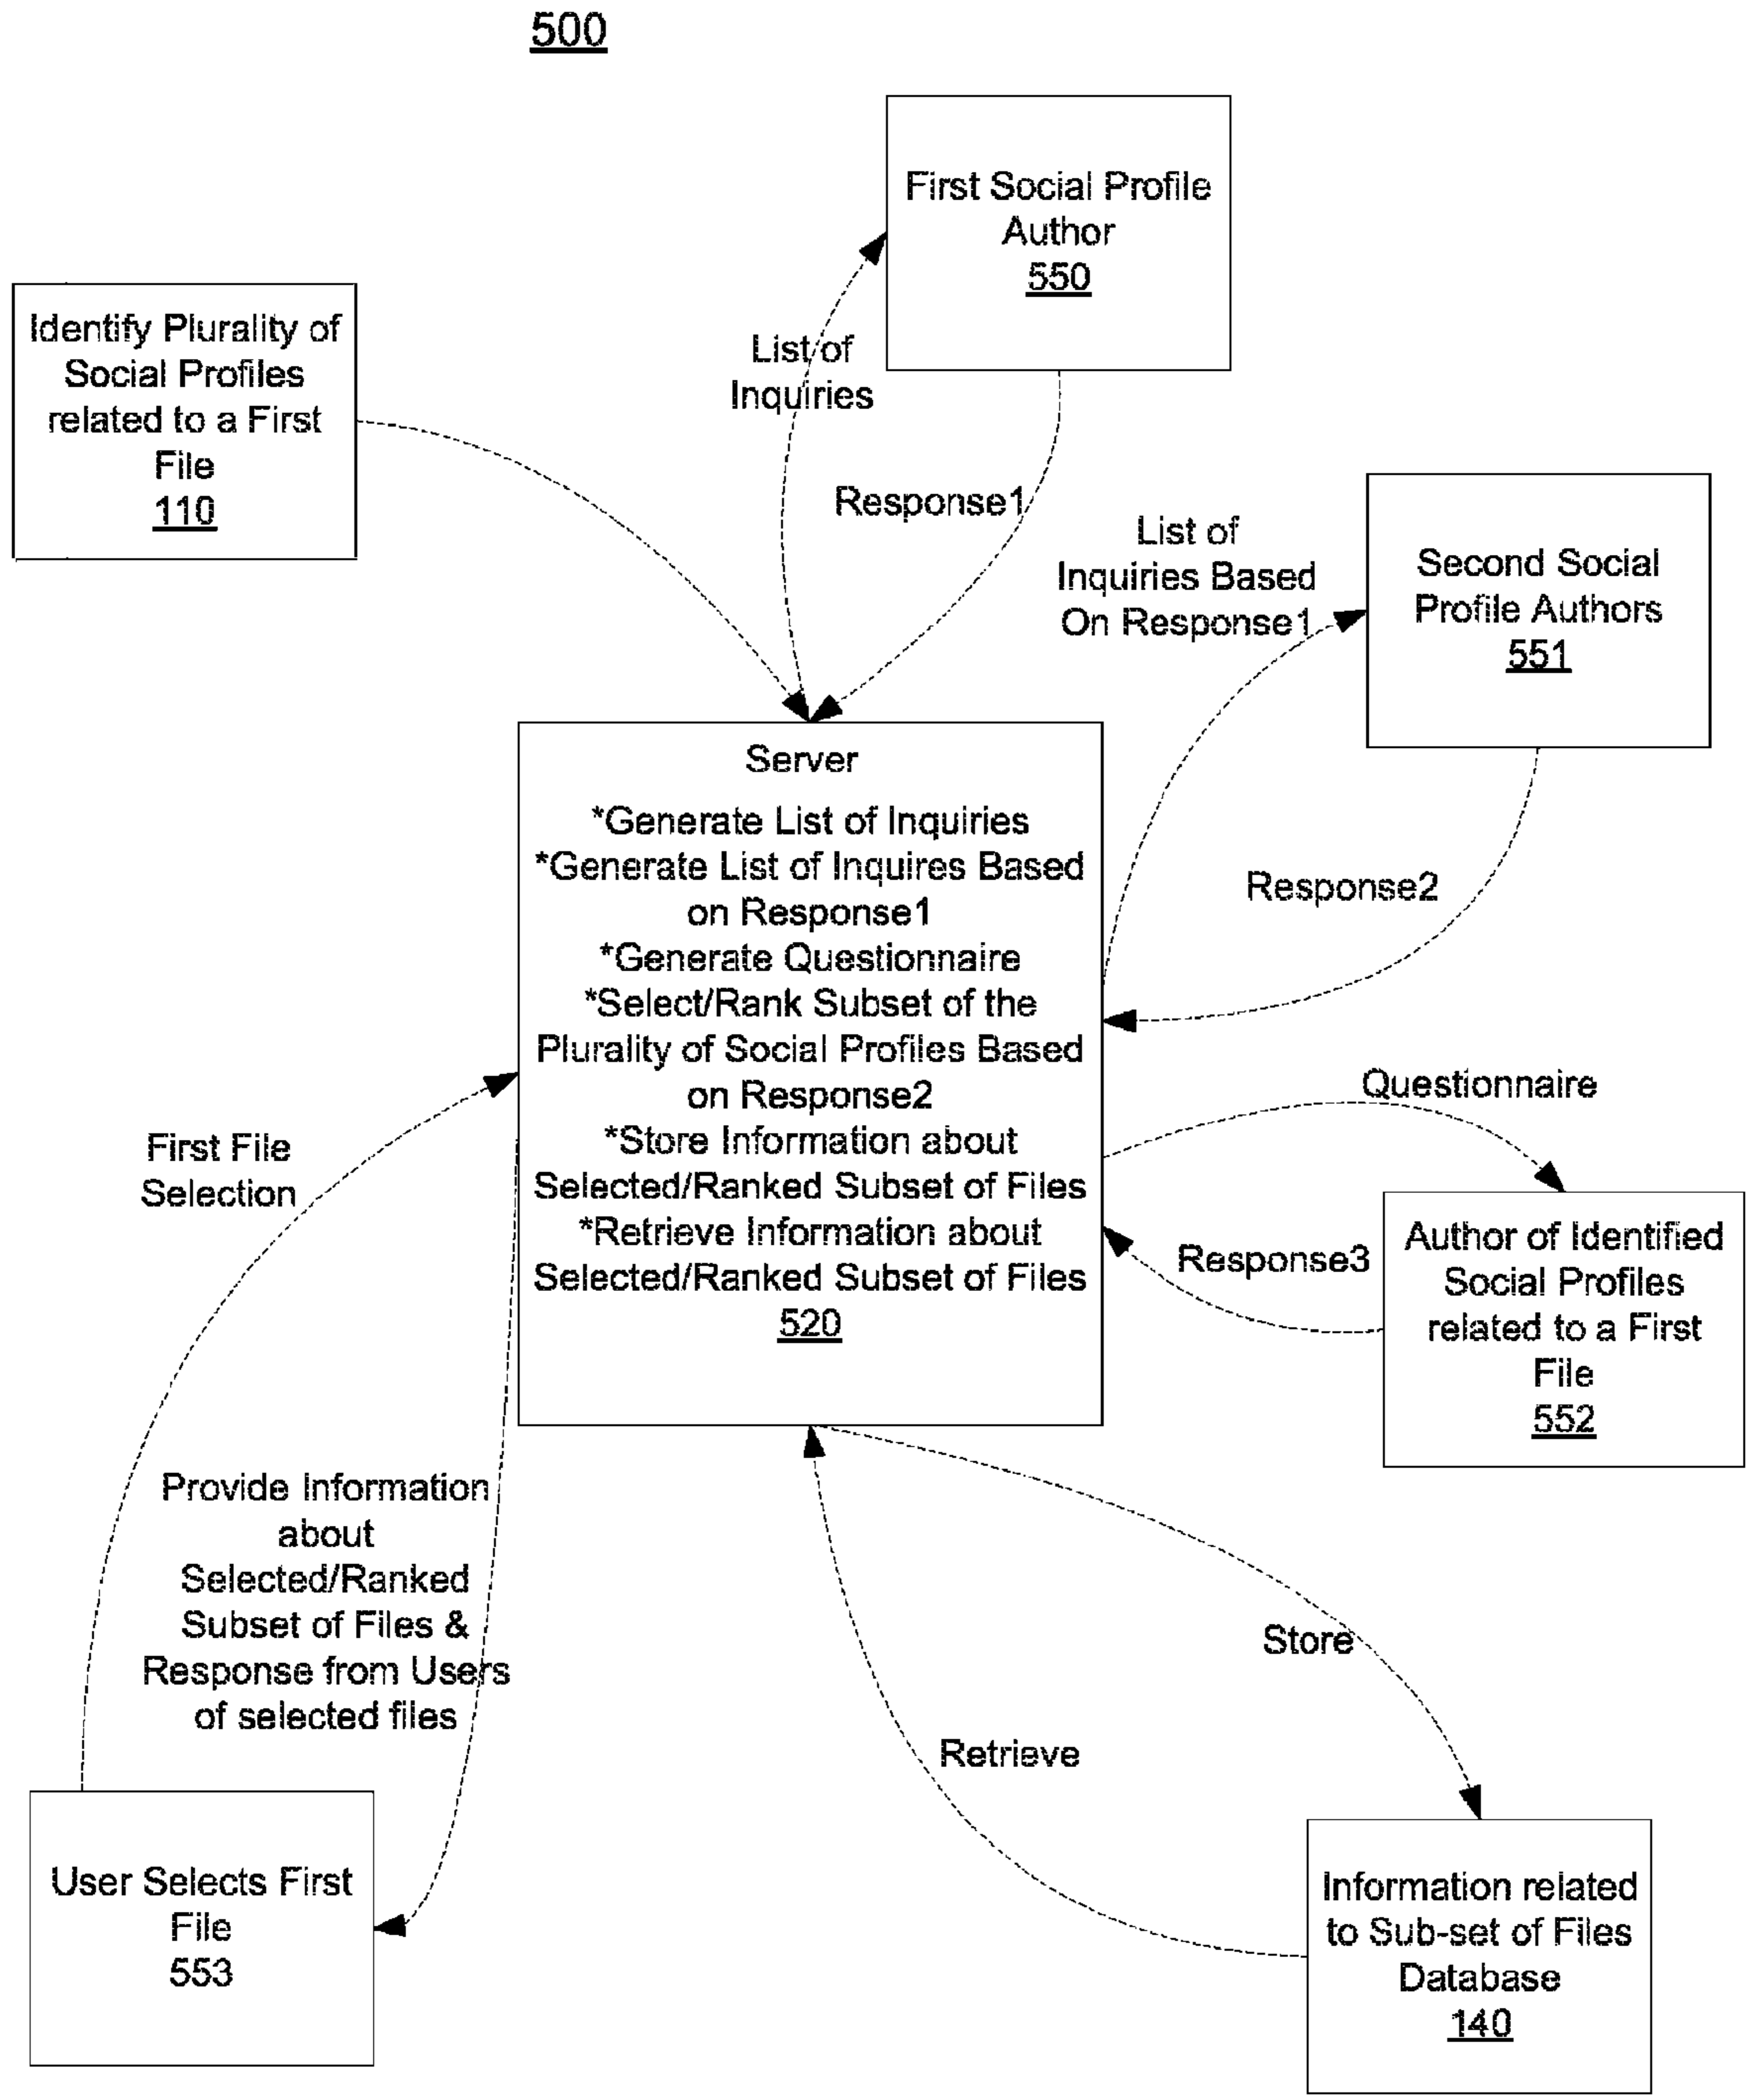 500
First Social Profile
Author
550
Identify Plurality of
Social Profiles
related to a First
File
110
List of
Inquiries
Response1
List of
Inquiries Based
On Response1
Second Social
Profile Authors
551
Response2
Server
*Generate List of Inquiries
*Generate List of Inquires Based
on Response1
*Generate Questionnaire
*Select/Rank Subset of the
Plurality of Social Profiles Based
on Response2
*Store Information about
Selected/Ranked Subset of Files
*Retrieve Information about
Selected/Ranked Subset of Files
520
Questionnaire
Response3
Author of Identified
Social Profiles
related to a First
File
552
First File
Selection
Provide Information
about
Selected/Ranked
Subset of Files &
Response from Users
of selected files
Store
Retrieve
User Selects First
File
553
Information related
to Sub-set of Files
Database
140